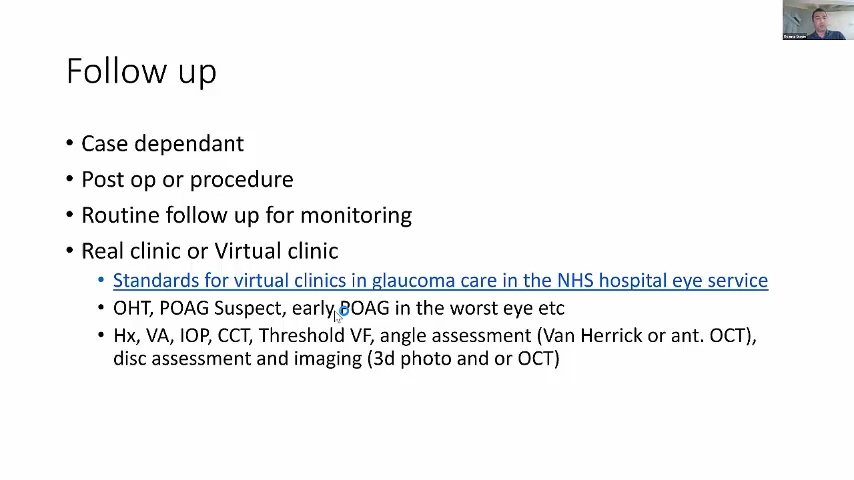 Follow up
• Case dependant
• Post op or procedure
• Routine follow up for monitoring
• Real clinic or Virtual clinic
• Standards for virtual clinics in glaucoma care in the NHS hospital eye service
• OHT, POAG Suspect, early POAG in the worst eye etc
• Hx, VA, IOP, CCT, Threshold VF, angle assessment (Van Herrick or ant. OCT),
disc assessment and imaging (3d photo and or OCT)